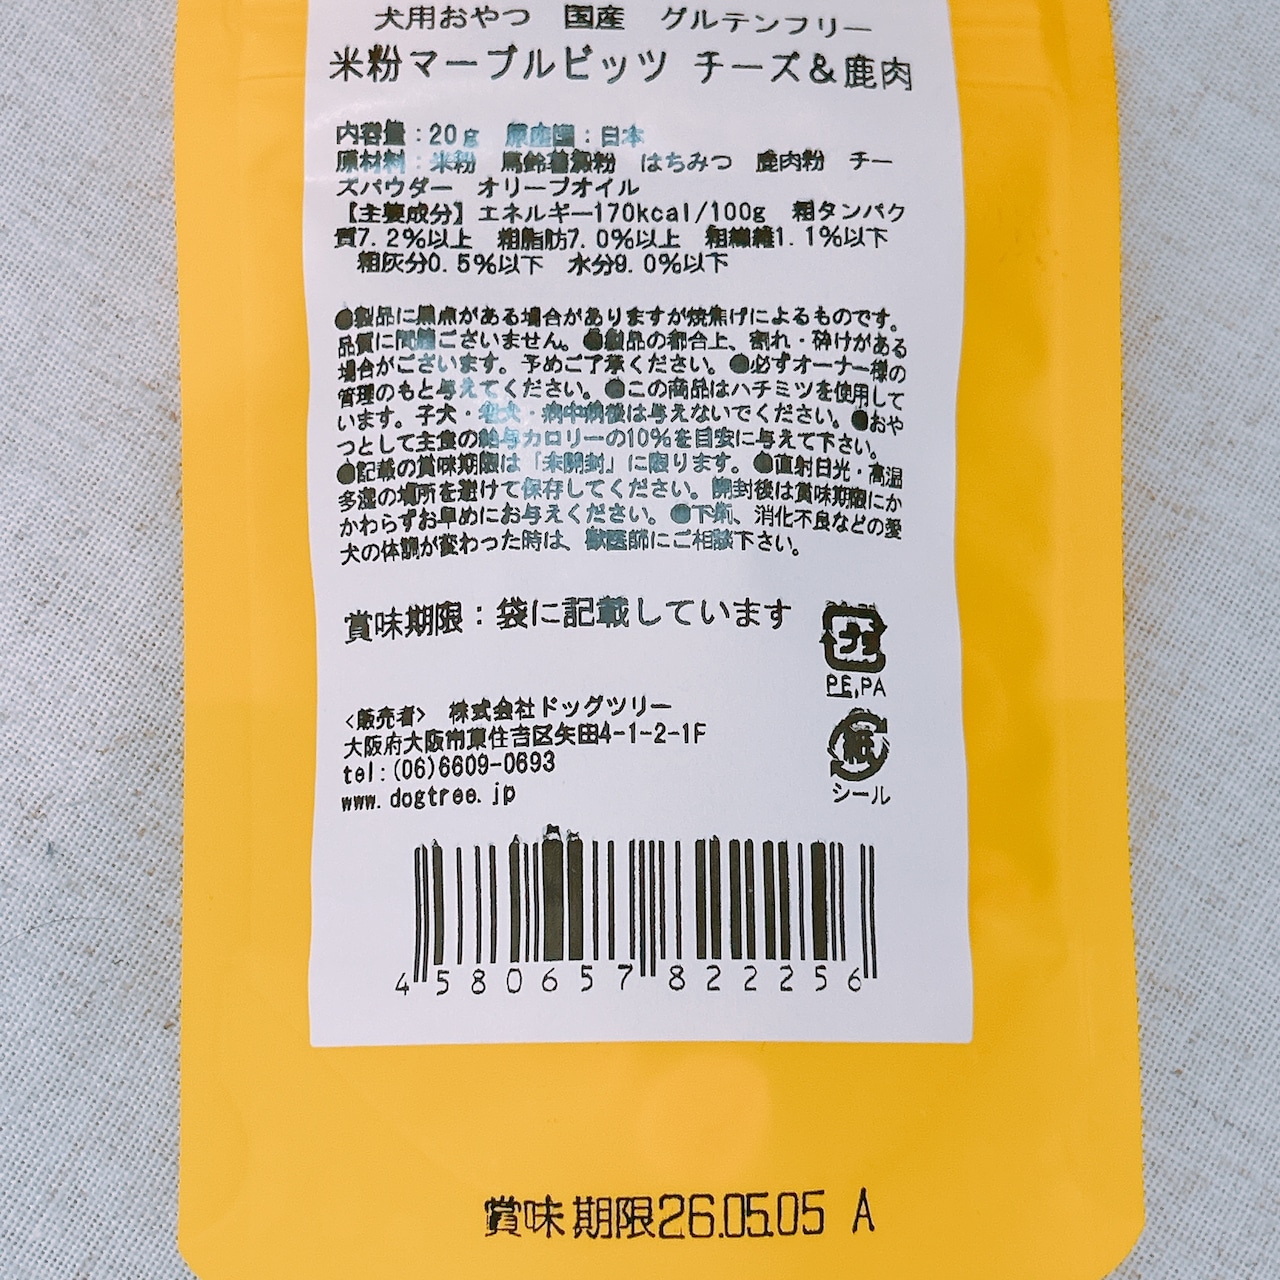 犬用おやつ　国産　グルテンフリー
米粉マーブルビッツ チーズ&鹿肉
内容量：20g　原産国：日本
原材料：米粉　馬鈴薯澱粉　はちみつ　鹿肉粉　チー
ズパウダー　オリーブオイル
【主要成分】エネルギー170kcal/100g　粗タンパク
質7.2%以上　粗脂肪7.0%以上　粗繊維1.1%以下
粗灰分0.5%以下　水分9.0%以下
●製品に黒点がある場合がありますが焼焦げによるものです。
品質に問題ございません。●製品の都合上、割れ・砕けがある
場合がございます。予めご了承ください。●必ずオーナー様の
管理のもと与えてください。●この商品はハチミツを使用して
います。子犬・老犬・病中病後は与えないでください。●おや
つとして主食の給与カロリーの10%を目安に与えて下さい。
●記載の賞味期限は「未開封」に限ります。●直射日光・高温
多湿の場所を避けて保存してください。開封後は賞味期限にか
かわらずお早めにお与えください。●下痢、消化不良などの愛
犬の体調が変わった時は、獣医師にご相談下さい。
賞味期限：袋に記載しています
プラ
PE,PA
<販売者>　株式会社ドッグツリー
大阪府大阪市東住吉区矢田4-1-2-1F
tel:(06)6609-0693
www.dogtree.jp
紙
シール
4580657822256
賞味期限26.05.05 A